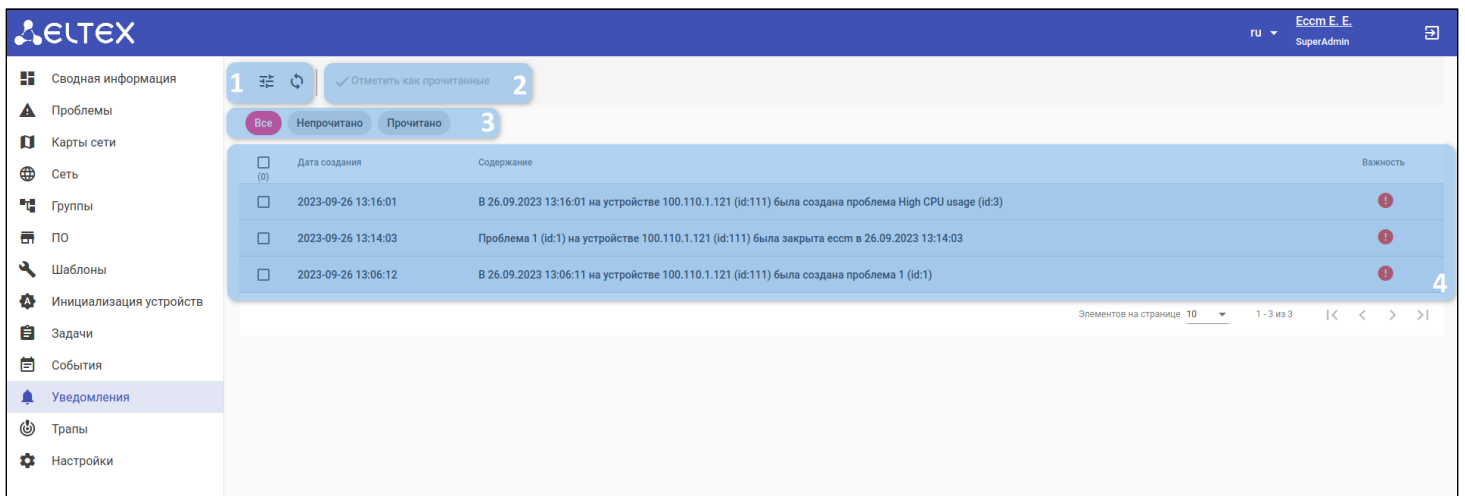 ELTEX
ru
Eccm E. E.
SuperAdmin
Сводная информация
Проблемы
Карты сети
Сеть
Группы
ПО
Шаблоны
Инициализация устройств
Задачи
События
Уведомления
Трапы
Настройки
1
Отметить как прочитанные 2
Все Непрочитано Прочитано 3
(0) Дата создания Содержание Важность
2023-09-26 13:16:01 В 26.09.2023 13:16:01 на устройстве 100.110.1.121 (id:111) была создана проблема High CPU usage (id:3)
2023-09-26 13:14:03 Проблема 1 (id:1) на устройстве 100.110.1.121 (id:111) была закрыта eccm в 26.09.2023 13:14:03
2023-09-26 13:06:12 В 26.09.2023 13:06:11 на устройстве 100.110.1.121 (id:111) была создана проблема 1 (id:1)
4
Элементов на странице 10 1 - 3 из 3